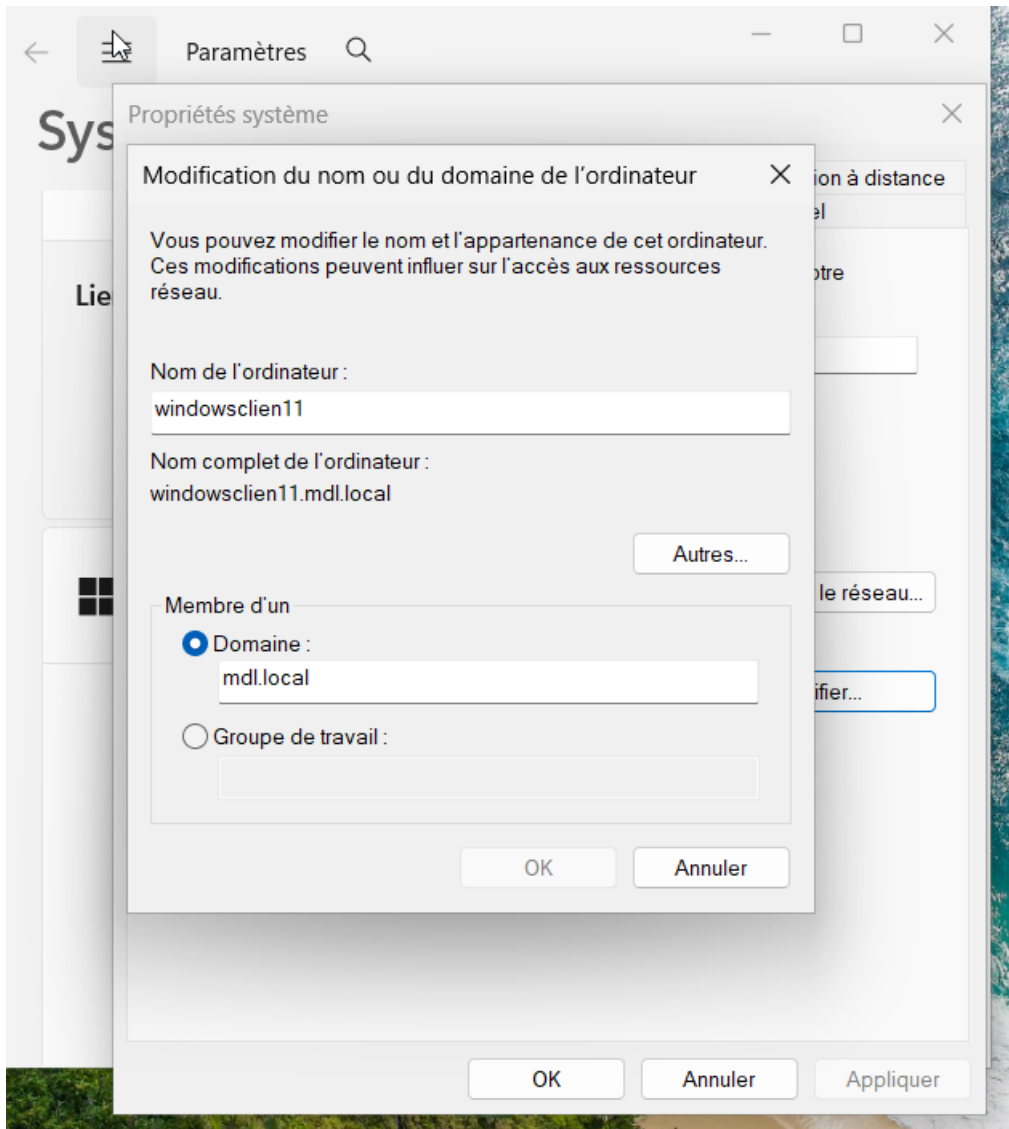 Paramètres
Sys
Propriétés système
Modification du nom ou du domaine de l'ordinateur
ion à distance
el
Vous pouvez modifier le nom et l'appartenance de cet ordinateur.
Ces modifications peuvent influer sur l'accès aux ressources
réseau.
otre
Lie
Nom de l'ordinateur :
windowsclien11
Nom complet de l'ordinateur :
windowsclien11.mdl.local
Autres...
le réseau...
Membre d'un
Domaine :
mdl.local
ifier...
Groupe de travail :
OK
Annuler
OK
Annuler
Appliquer